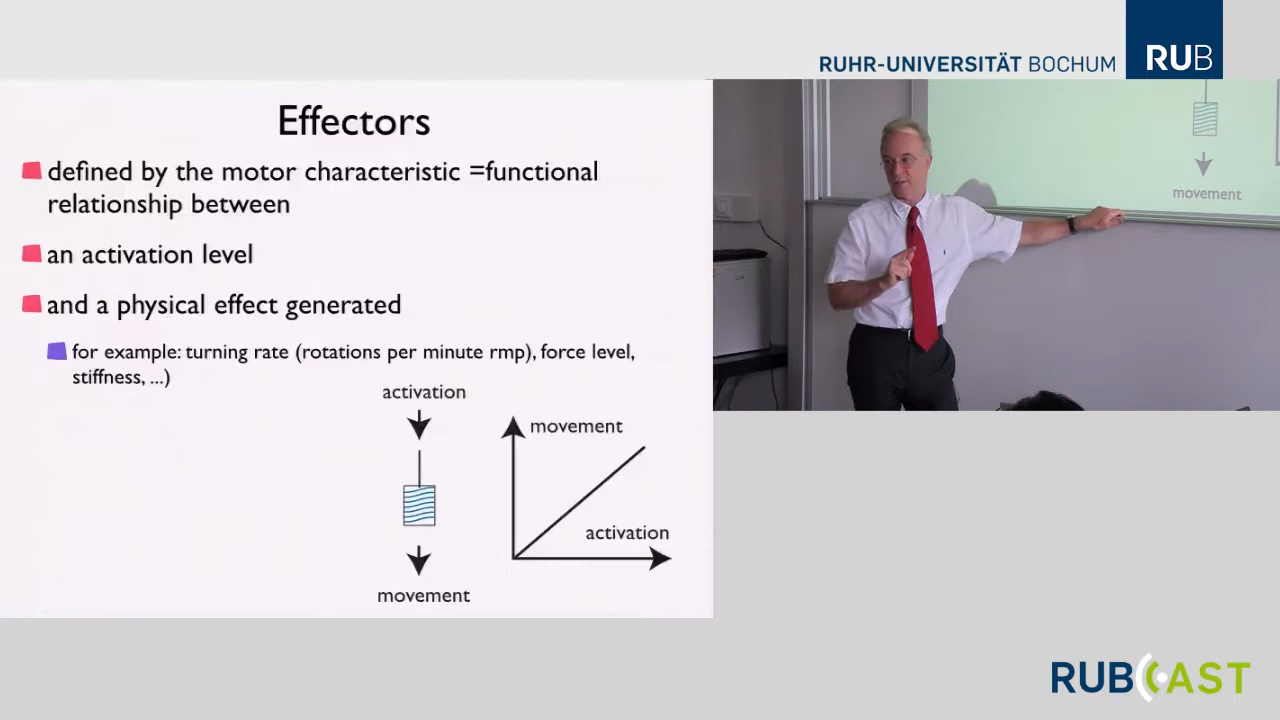 RUHR-UNIVERSITÄT BOCHUM
RUB
Effectors
defined by the motor characteristic =functional
relationship between
an activation level
and a physical effect generated
for example: turning rate (rotations per minute rmp), force level,
stiffness, ...)
activation
movement
activation
movement
movement
RUBCAST